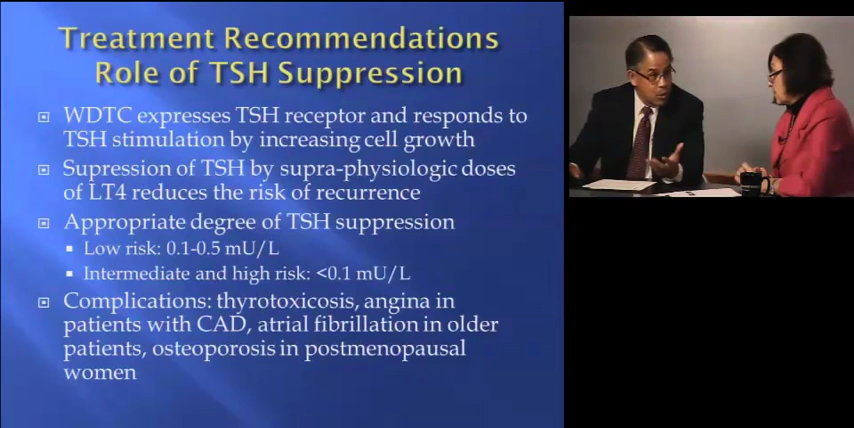 Treatment Recommendations
Role of TSH Suppression
WDTC expresses TSH receptor and responds to
TSH stimulation by increasing cell growth
Supression of TSH by supra-physiologic doses
of LT4 reduces the risk of recurrence
Appropriate degree of TSH suppression
Low risk: 0.1-0.5 mU/L
Intermediate and high risk: <0.1 mU/L
Complications: thyrotoxicosis, angina in
patients with CAD, atrial fibrillation in older
patients, osteoporosis in postmenopausal
women